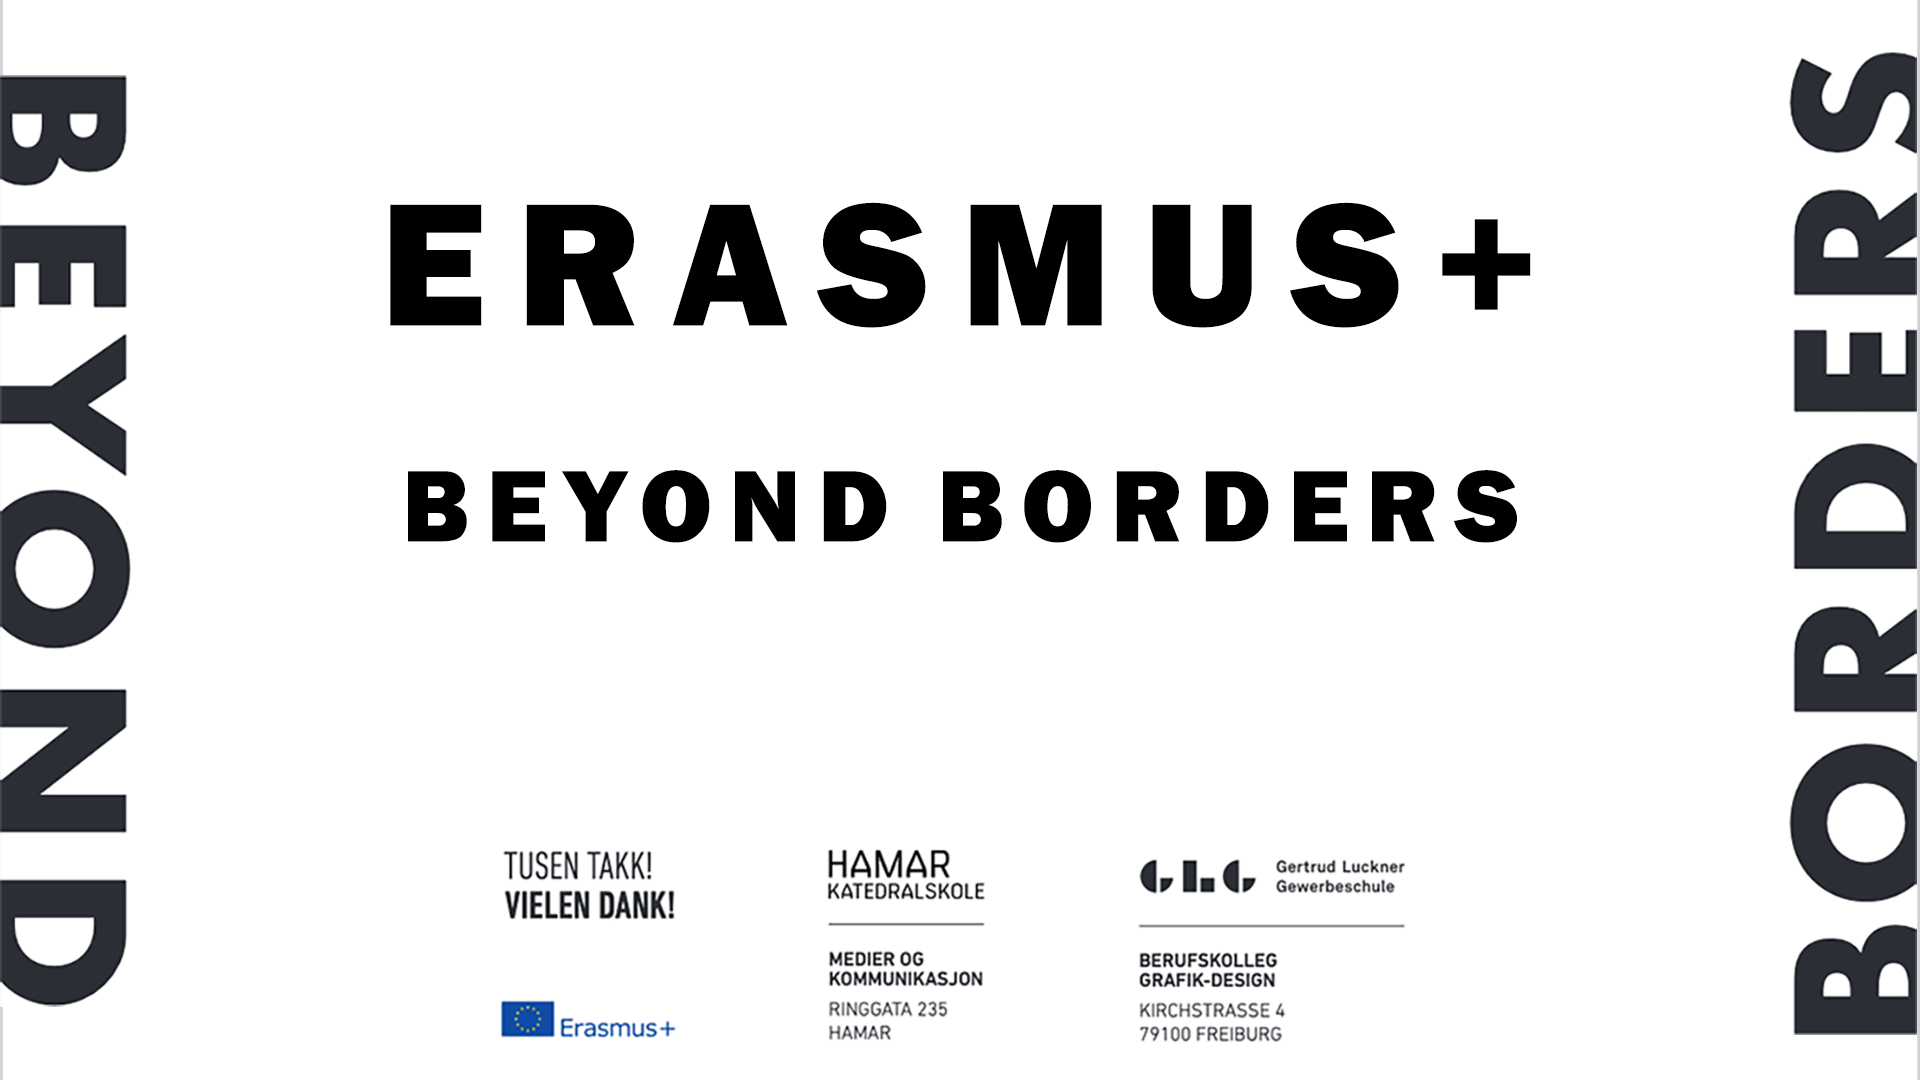 BEYOND
ERASMUS+
BEYOND BORDERS
BORDERS
TUSEN TAKK!
VIELEN DANK!
Erasmus+
HAMAR
KATEDRALSKOLE
MEDIER OG
KOMMUNIKASJON
RINGGATA 235
HAMAR
GLG
Gertrud Luckner
Gewerbeschule
BERUFSKOLLEG
GRAFIK-DESIGN
KIRCHSTRASSE 4
79100 FREIBURG